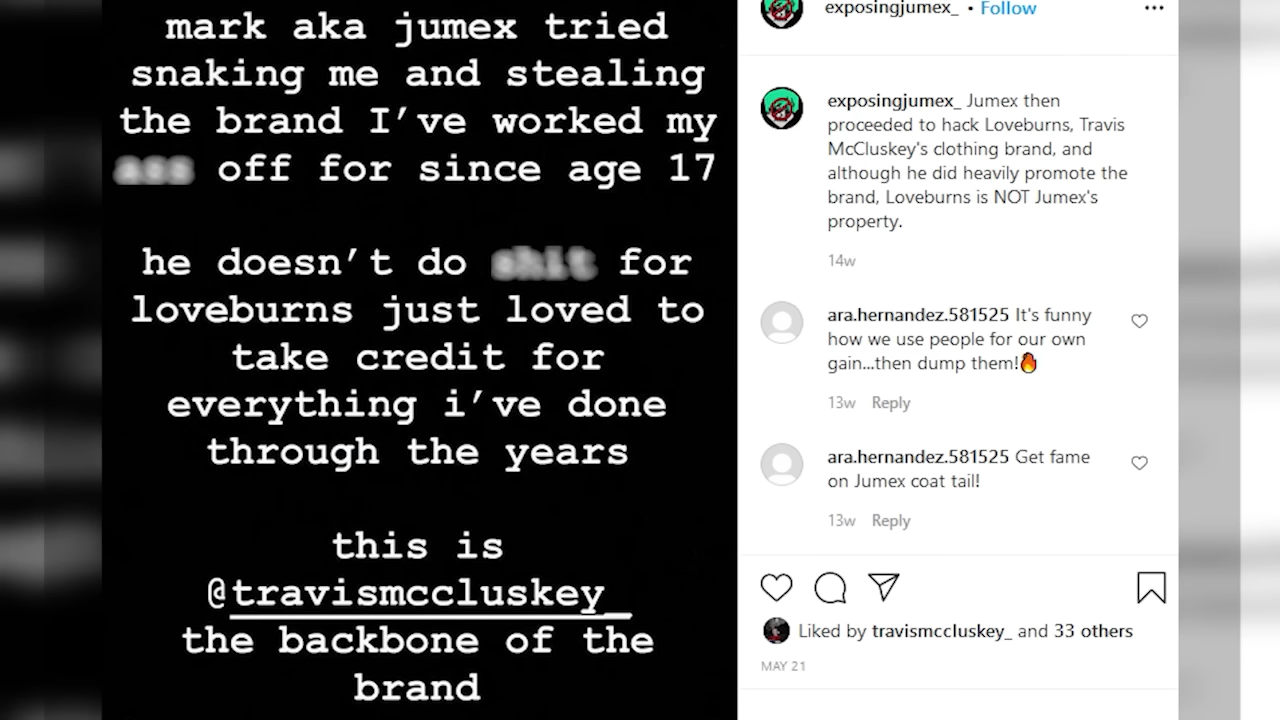 mark aka jumex tried
snaking me and stealing
the brand I've worked my
ass off for since age 17
he doesn't do shit for
loveburns just loved to
take credit for
everything i've done
through the years
this is
@travismccluskey_
the backbone of the
brand
exposingjumex_ • Follow
exposingjumex_ Jumex then
proceeded to hack Loveburns, Travis
McCluskey's clothing brand, and
although he did heavily promote the
brand, Loveburns is NOT Jumex's
property.
14w
ara.hernandez.581525 It's funny
how we use people for our own
gain...then dump them!🔥
13w Reply
ara.hernandez.581525 Get fame
on Jumex coat tail!
13w Reply
Liked by travismccluskey_ and 33 others
MAY 21